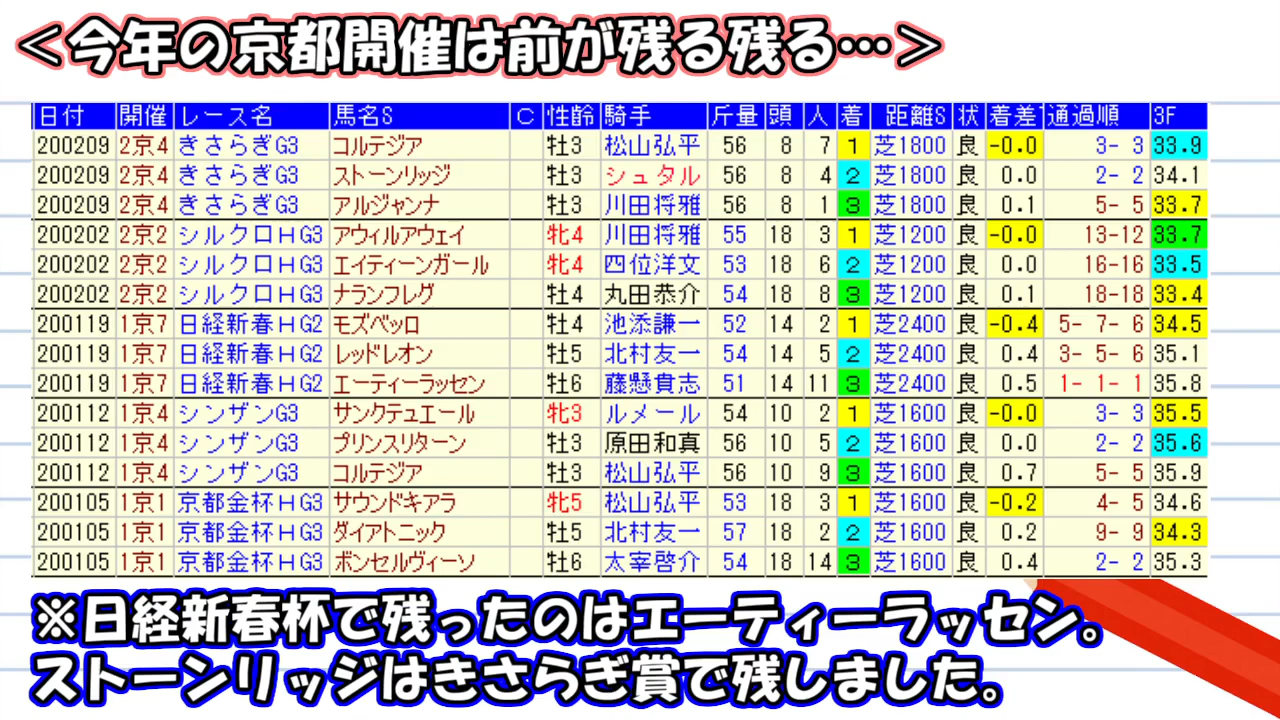 ＜今年の京都開催は前が残る残る…＞
日付 開催 レース名 馬名S C 性齢 騎手 斤量 頭 人 着 距離S 状 着差 通過順 3F
200209 2京4 きさらぎG3 コルテジア 牡3 松山弘平 56 8 7 1 芝1800 良 -0.0 3- 3 33.9
200209 2京4 きさらぎG3 ストーンリッジ 牡3 シュタル 56 8 4 2 芝1800 良 0.0 2- 2 34.1
200209 2京4 きさらぎG3 アルジャンナ 牡3 川田将雅 56 8 1 3 芝1800 良 0.1 5- 5 33.7
200202 2京2 シルクロHG3 アウィルアウェイ 牝4 川田将雅 55 18 3 1 芝1200 良 -0.0 13-12 33.7
200202 2京2 シルクロHG3 エイティーンガール 牝4 四位洋文 53 18 6 2 芝1200 良 0.0 16-16 33.5
200202 2京2 シルクロHG3 ナランフレグ 牡4 丸田恭介 54 18 8 3 芝1200 良 0.1 18-18 33.4
200119 1京7 日経新春HG2 モズベッロ 牡4 池添謙一 52 14 2 1 芝2400 良 -0.4 5- 7- 6 34.5
200119 1京7 日経新春HG2 レッドレオン 牡5 北村友一 54 14 5 2 芝2400 良 0.4 3- 5- 6 35.1
200119 1京7 日経新春HG2 エーティーラッセン 牡6 藤懸貴志 51 14 11 3 芝2400 良 0.5 1- 1- 1 35.8
200112 1京4 シンザンG3 サンクテュエール 牝3 ルメール 54 10 2 1 芝1600 良 -0.0 3- 3 35.5
200112 1京4 シンザンG3 プリンスリターン 牡3 原田和真 56 10 5 2 芝1600 良 0.0 2- 2 35.6
200112 1京4 シンザンG3 コルテジア 牡3 松山弘平 56 10 9 3 芝1600 良 0.7 5- 5 35.9
200105 1京1 京都金杯HG3 サウンドキアラ 牝5 松山弘平 53 18 3 1 芝1600 良 -0.2 4- 5 34.6
200105 1京1 京都金杯HG3 ダイアトニック 牡5 北村友一 57 18 2 2 芝1600 良 0.2 9- 9 34.3
200105 1京1 京都金杯HG3 ボンセルヴィーソ 牡6 太宰啓介 54 18 14 3 芝1600 良 0.4 2- 2 35.3
※日経新春杯で残ったのはエーティーラッセン。
ストーンリッジはきさらぎ賞で残しました。